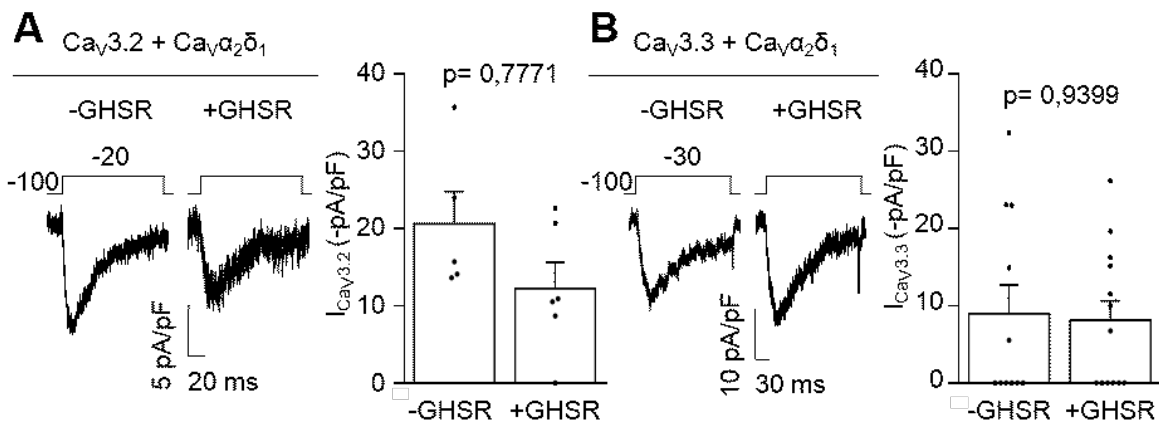 A CaV3.2 + CaVα2δ1
-GHSR +GHSR
-20
-100
5 pA/pF
20 ms
ICaV3.2 (-pA/pF)
40
30
20
10
0
p= 0,7771
-GHSR +GHSR
B CaV3.3 + CaVα2δ1
-GHSR +GHSR
-30
-100
10 pA/pF
30 ms
ICaV3.3 (-pA/pF)
40
30
20
10
0
p= 0,9399
-GHSR +GHSR